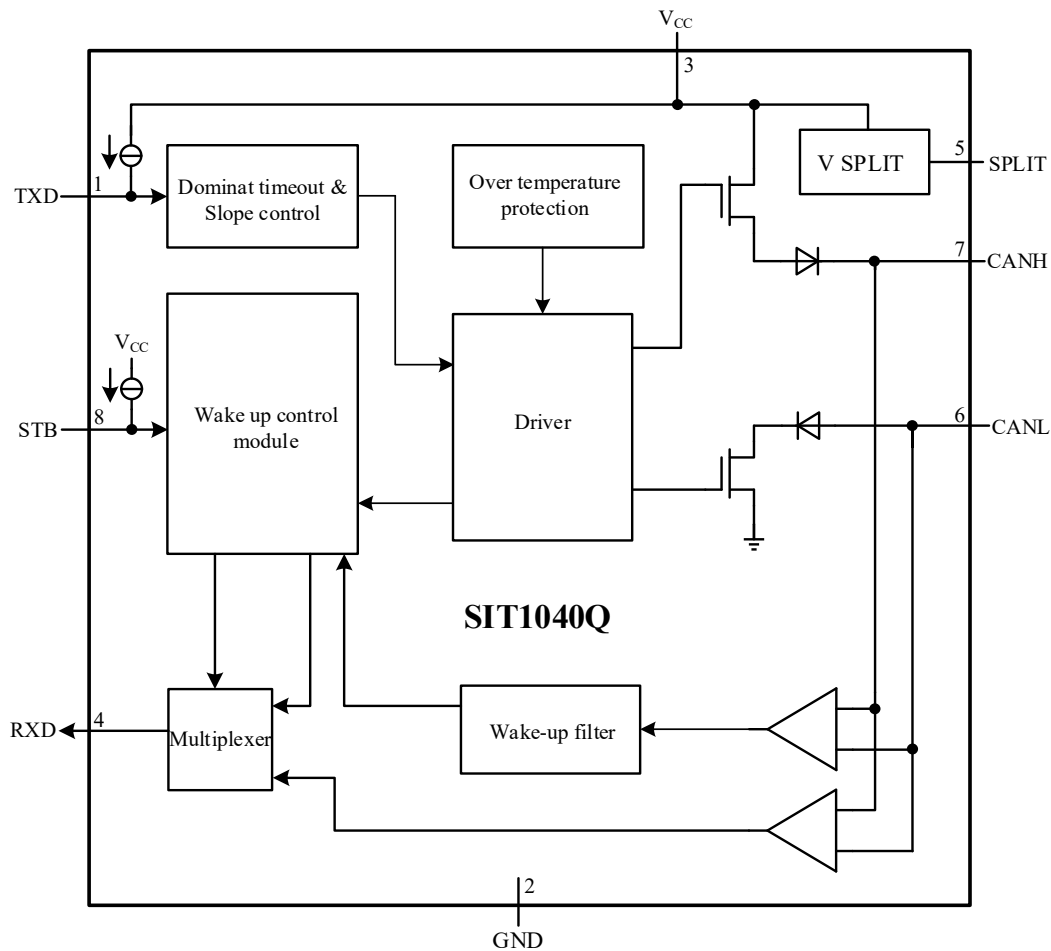 VCC
3
TXD
1
Dominat timeout &
Slope control
Over temperature
protection
V SPLIT
5
SPLIT
7
CANH
VCC
STB
8
Wake up control
module
Driver
6
CANL
SIT1040Q
RXD
4
Multiplexer
Wake-up filter
2
GND